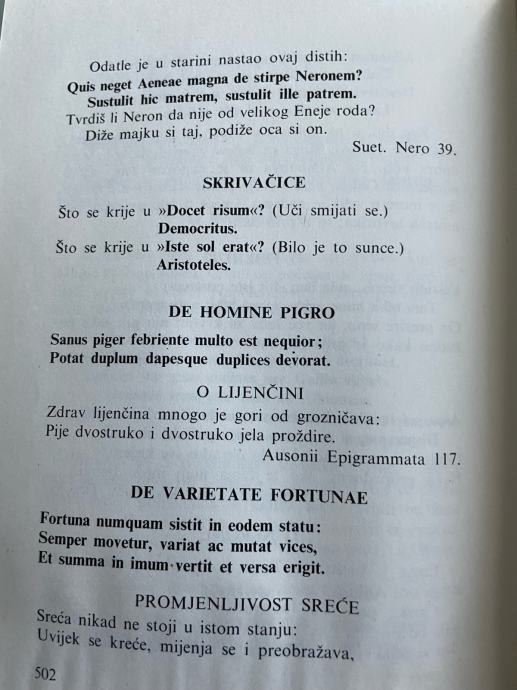 Odatle je u starini nastao ovaj distih:
Quis neget Aeneae magna de stirpe Neronem?
Sustulit hic matrem, sustulit ille patrem.
Tvrdiš li Neron da nije od velikog Eneje roda?
Diže majku si taj, podiže oca si on.
Suet. Nero 39.
SKRIVAČICE
Što se krije u »Docet risum«? (Uči smijati se.)
Democritus.
Što se krije u »Iste sol erat«? (Bilo je to sunce.)
Aristoteles.
DE HOMINE PIGRO
Sanus piger febriente multo est nequior;
Potat duplum dapesque duplices devorat.
O LIJENČINI
Zdrav lijenčina mnogo je gori od grozničava:
Pije dvostruko i dvostruko jela proždire.
Ausonii Epigrammata 117.
DE VARIETATE FORTUNAE
Fortuna numquam sistit in eodem statu:
Semper movetur, variat ac mutat vices,
Et summa in imum vertit et versa erigit.
PROMJENLJIVOST SREĆE
Sreća nikad ne stoji u istom stanju:
Uvijek se kreće, mijenja se i preobražava,
502